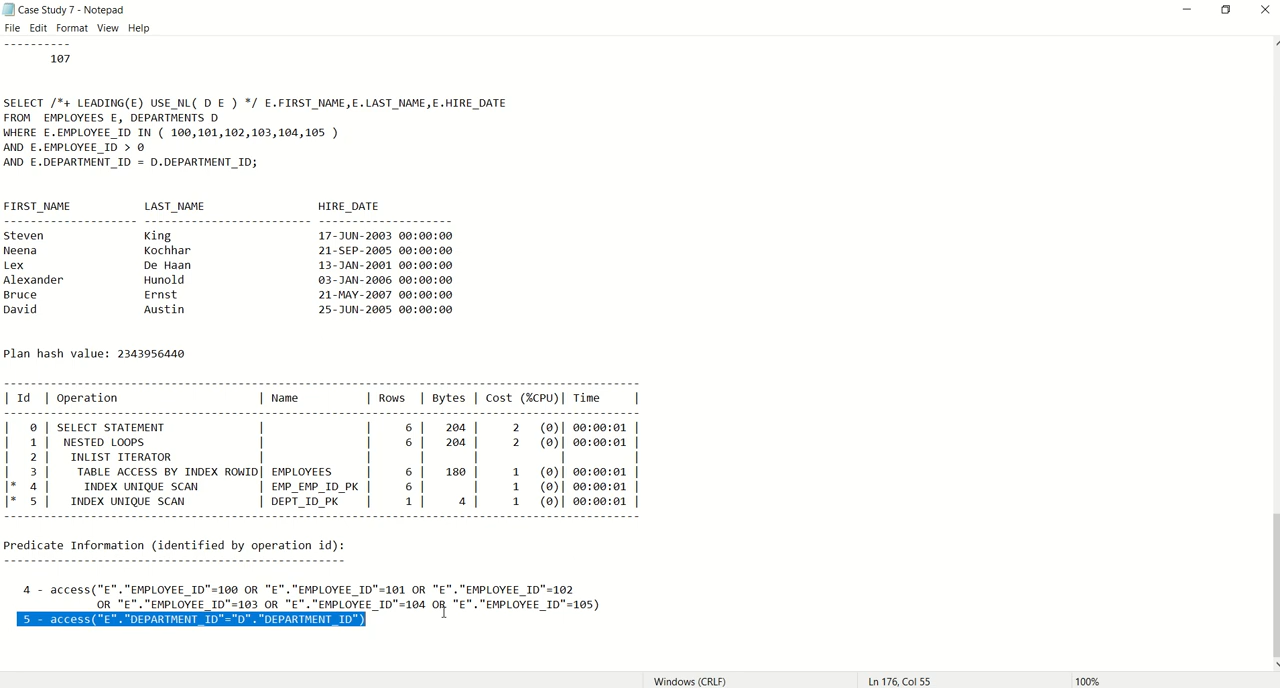 Case Study 7 - Notepad
File Edit Format View Help
----------
107
SELECT /*+ LEADING(E) USE_NL( D E ) */ E.FIRST_NAME,E.LAST_NAME,E.HIRE_DATE
FROM  EMPLOYEES E, DEPARTMENTS D
WHERE E.EMPLOYEE_ID IN ( 100,101,102,103,104,105 )
AND E.EMPLOYEE_ID > 0
AND E.DEPARTMENT_ID = D.DEPARTMENT_ID;
FIRST_NAME LAST_NAME HIRE_DATE
-------------------- ------------------------- --------------------
Steven King 17-JUN-2003 00:00:00
Neena Kochhar 21-SEP-2005 00:00:00
Lex De Haan 13-JAN-2001 00:00:00
Alexander Hunold 03-JAN-2006 00:00:00
Bruce Ernst 21-MAY-2007 00:00:00
David Austin 25-JUN-2005 00:00:00
Plan hash value: 2343956440
-----------------------------------------------------------------------------------------------
| Id | Operation | Name | Rows | Bytes | Cost (%CPU)| Time |
-----------------------------------------------------------------------------------------------
| 0 | SELECT STATEMENT | | 6 | 204 | 2 (0)| 00:00:01 |
| 1 | NESTED LOOPS | | 6 | 204 | 2 (0)| 00:00:01 |
| 2 | INLIST ITERATOR | | | | | |
| 3 | TABLE ACCESS BY INDEX ROWID| EMPLOYEES | 6 | 180 | 1 (0)| 00:00:01 |
|* 4 | INDEX UNIQUE SCAN | EMP_EMP_ID_PK | 6 | | 1 (0)| 00:00:01 |
|* 5 | INDEX UNIQUE SCAN | DEPT_ID_PK | 1 | 4 | 1 (0)| 00:00:01 |
-----------------------------------------------------------------------------------------------
Predicate Information (identified by operation id):
---------------------------------------------------
4 - access("E"."EMPLOYEE_ID"=100 OR "E"."EMPLOYEE_ID"=101 OR "E"."EMPLOYEE_ID"=102
OR "E"."EMPLOYEE_ID"=103 OR "E"."EMPLOYEE_ID"=104 OR "E"."EMPLOYEE_ID"=105)
5 - access("E"."DEPARTMENT_ID"="D"."DEPARTMENT_ID")
Windows (CRLF) Ln 176, Col 55 100%